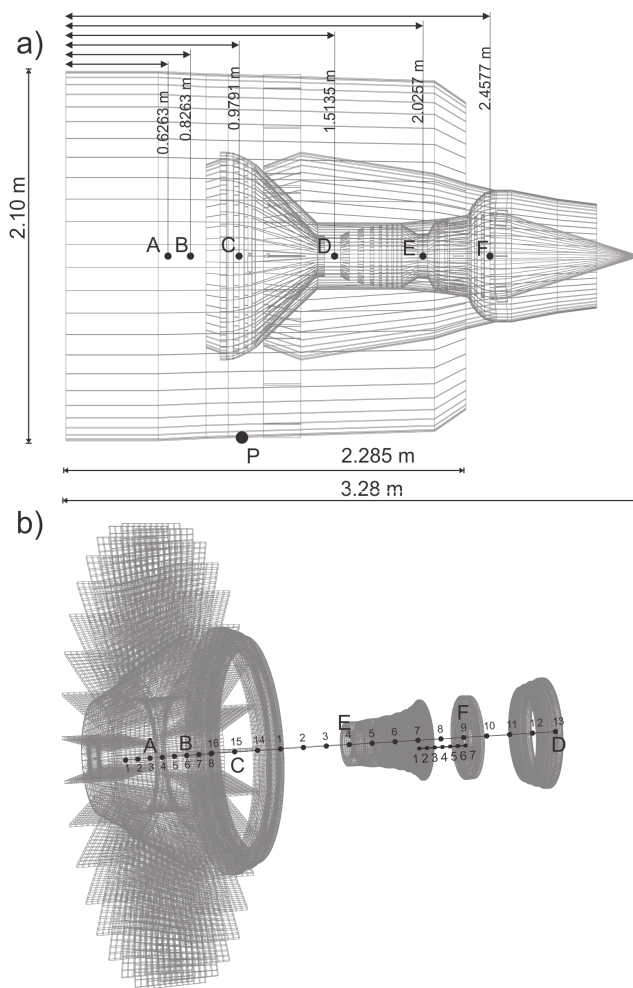 a)
0.6263 m
0.8263 m
0.9791 m
1.5135 m
2.0257 m
2.4577 m
2.10 m
A B C D E F
P
2.285 m
3.28 m
b)
A B C
E
F
D
1 2 3 4 5 6 7 8
16 15 14 1 2 3 4 5 6 7 8 9 10 11 12 13
1 2 3 4 5 6 7